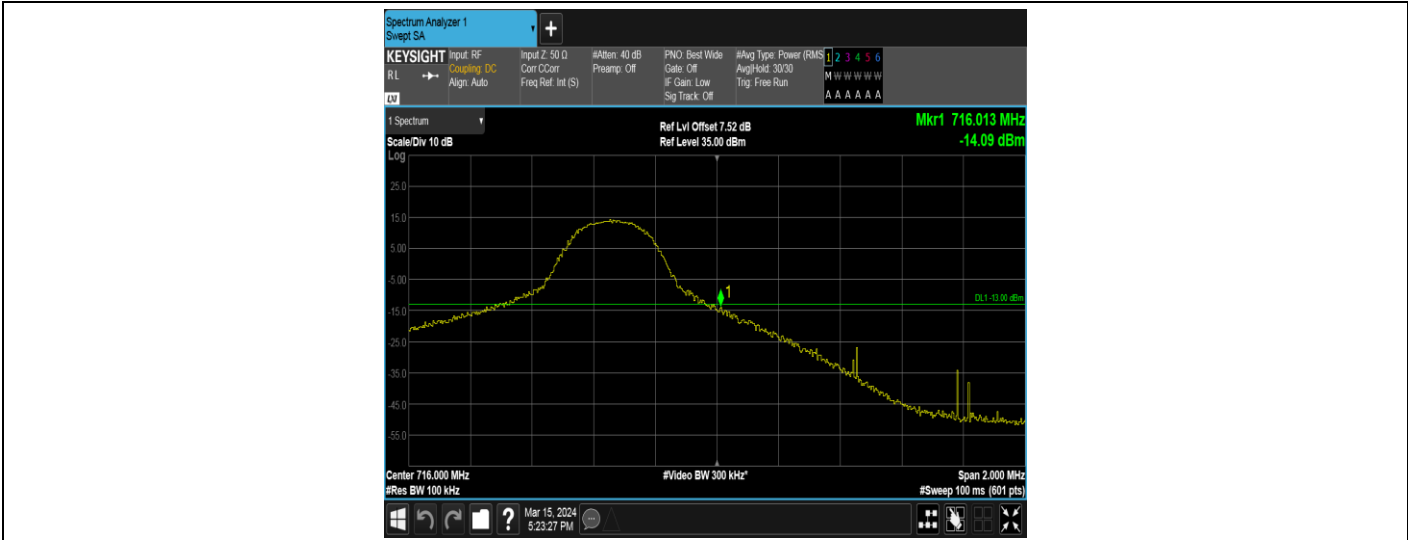 Spectrum Analyzer 1
Swept SA
+
KEYSIGHT
RL
LXI
Input: RF
Coupling: DC
Align: Auto
Input Z: 50 Ω
Corr CCorr
Freq Ref: Int (S)
#Atten: 40 dB
Preamp: Off
PNO: Best Wide
Gate: Off
IF Gain: Low
Sig Track: Off
#Avg Type: Power (RMS
Avg|Hold: 30/30
Trig: Free Run
1 2 3 4 5 6
M W W W W W
A A A A A A
1 Spectrum
Scale/Div 10 dB
Log
Ref Lvl Offset 7.52 dB
Ref Level 35.00 dBm
Mkr1 716.013 MHz
-14.09 dBm
25.0
15.0
5.00
-5.00
-15.0
-25.0
-35.0
-45.0
-55.0
1
DL1 -13.00 dBm
Center 716.000 MHz
#Res BW 100 kHz
#Video BW 300 kHz*
Span 2.000 MHz
#Sweep 100 ms (601 pts)
?
Mar 15, 2024
5:23:27 PM